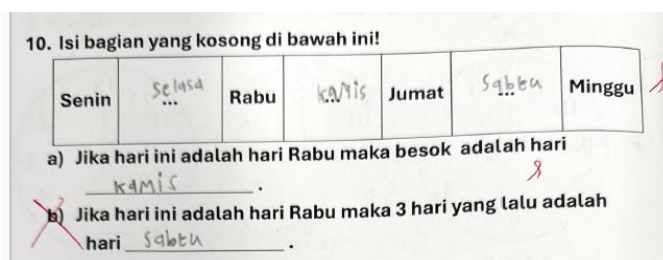 10. Isi bagian yang kosong di bawah ini!
Senin Selasa ... Rabu Kamis ... Jumat Sabtu ... Minggu
a) Jika hari ini adalah hari Rabu maka besok adalah hari
Kamis.
b) Jika hari ini adalah hari Rabu maka 3 hari yang lalu adalah
hari Sabtu.